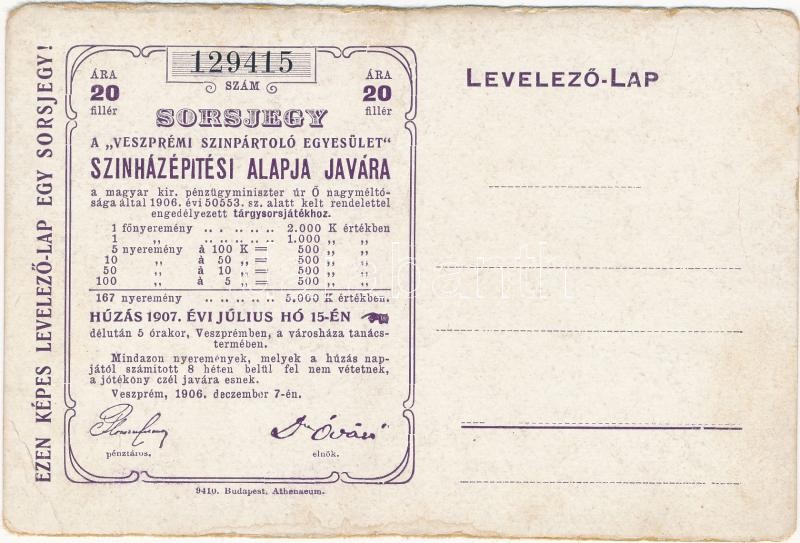 EZEN KÉPES LEVELEZŐ-LAP EGY SORSJEGY!
129415
SZÁM
ÁRA
20
fillér
ÁRA
20
fillér
SORSJEGY
A „VESZPRÉMI SZINPÁRTOLÓ EGYESÜLET“
SZINHÁZÉPITÉSI ALAPJA JAVÁRA
a magyar kir. pénzügyminiszter úr Ő nagyméltó-
sága által 1906. évi 50553. sz. alatt kelt rendelettel
engedélyezett tárgysorsjátékhoz.
1 főnyeremény .. .. .. .. .. 2.000 K értékben
1 „ .. .. .. .. .. 1.000 „ „
5 nyeremény à 100 K = 500 „ „
10 „ à 50 „ = 500 „ „
50 „ à 10 „ = 500 „ „
100 „ à 5 „ = 500 „ „
167 nyeremény .. .. .. .. .. 5.000 K értékben.
HÚZÁS 1907. ÉVI JÚLIUS HÓ 15-ÉN
délután 5 órakor, Veszprémben, a városháza tanács-
termében.
Mindazon nyeremények, melyek a húzás nap-
jától számított 8 héten belül fel nem vétetnek,
a jótékony czél javára esnek.
Veszprém, 1906. deczember 7-én.
Dr Óvári
pénztáros.
elnök.
9410. Budapest, Athenaeum.
LEVELEZŐ-LAP